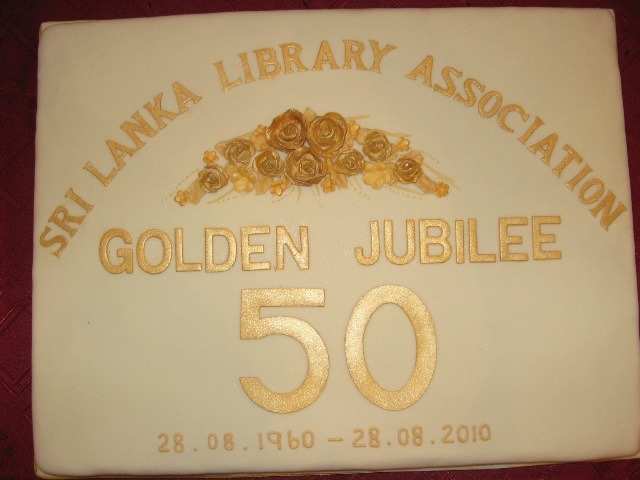 SRI LANKA LIBRARY ASSOCIATION
GOLDEN JUBILEE
50
28.08.1960 - 28.08.2010